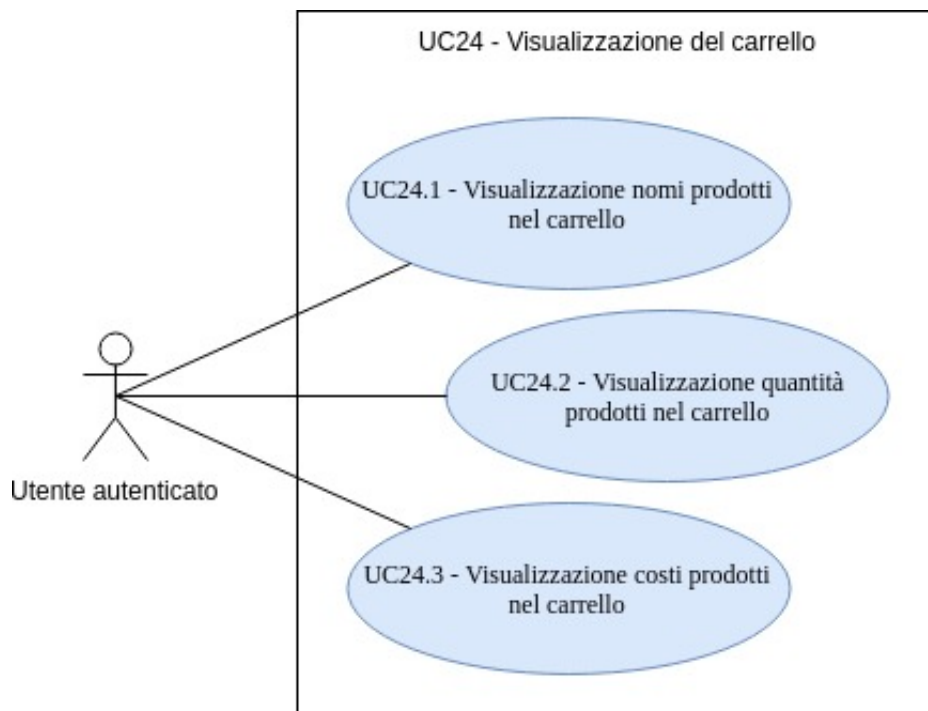 UC24 - Visualizzazione del carrello
UC24.1 - Visualizzazione nomi prodotti
nel carrello
UC24.2 - Visualizzazione quantità
prodotti nel carrello
Utente autenticato
UC24.3 - Visualizzazione costi prodotti
nel carrello